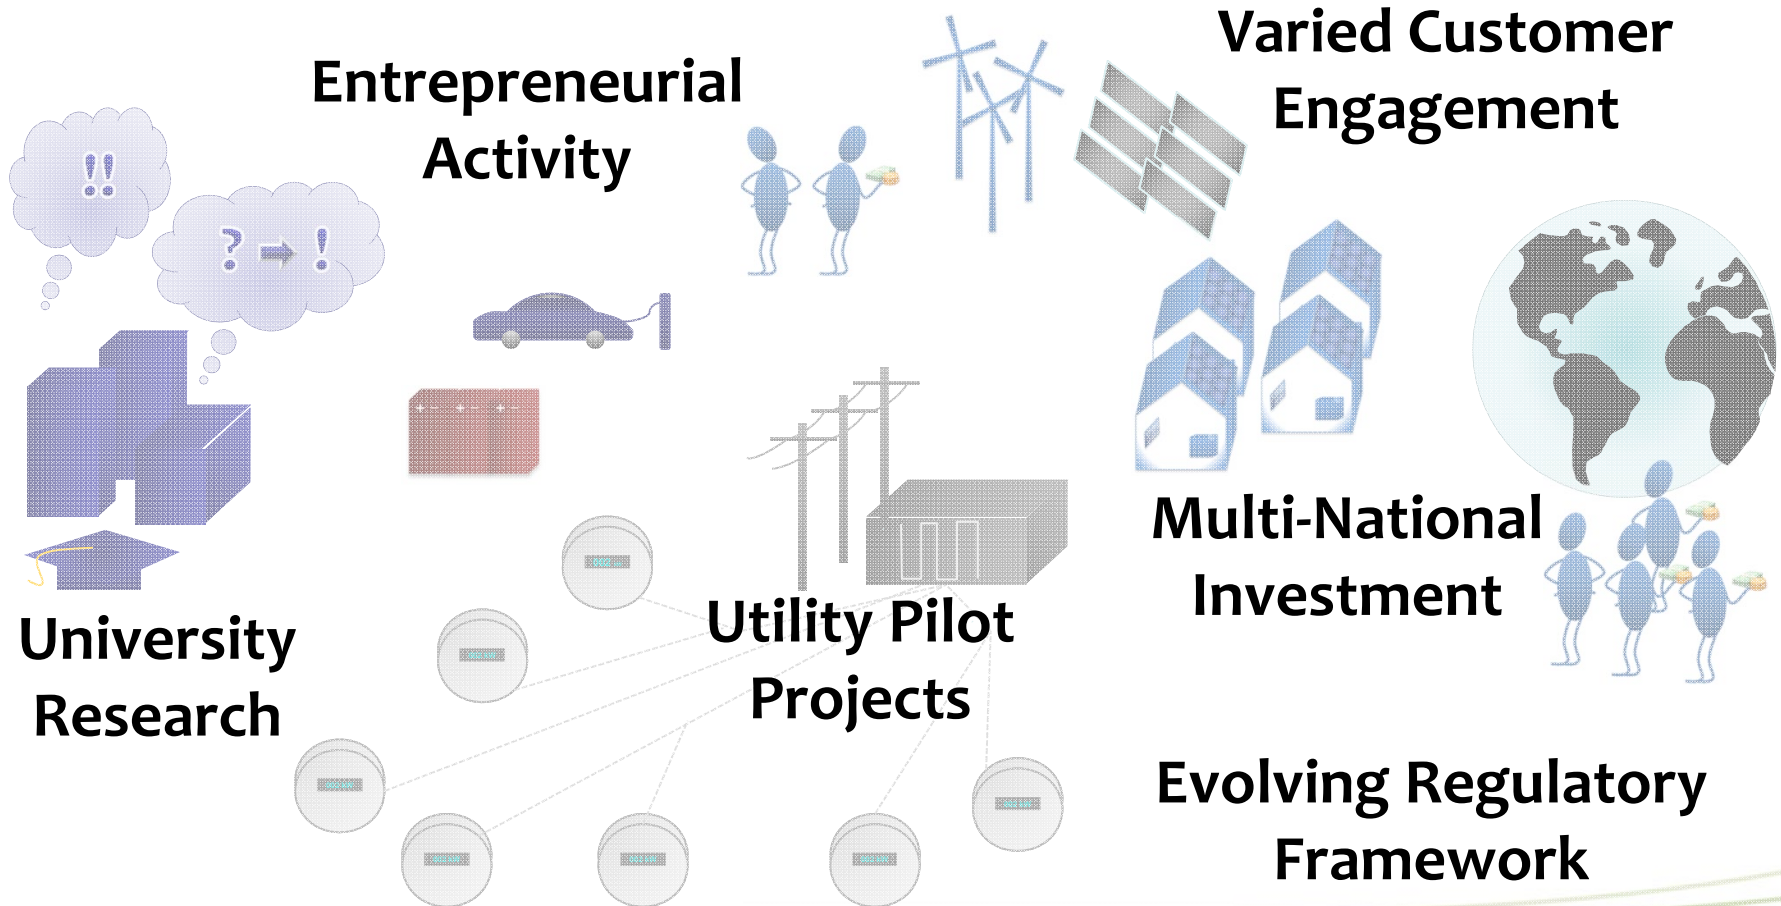 Varied Customer
Engagement
Entrepreneurial
Activity
!!
? !
+ - + - + -
Multi-National
Investment
University
Research
Utility Pilot
Projects
Evolving Regulatory
Framework